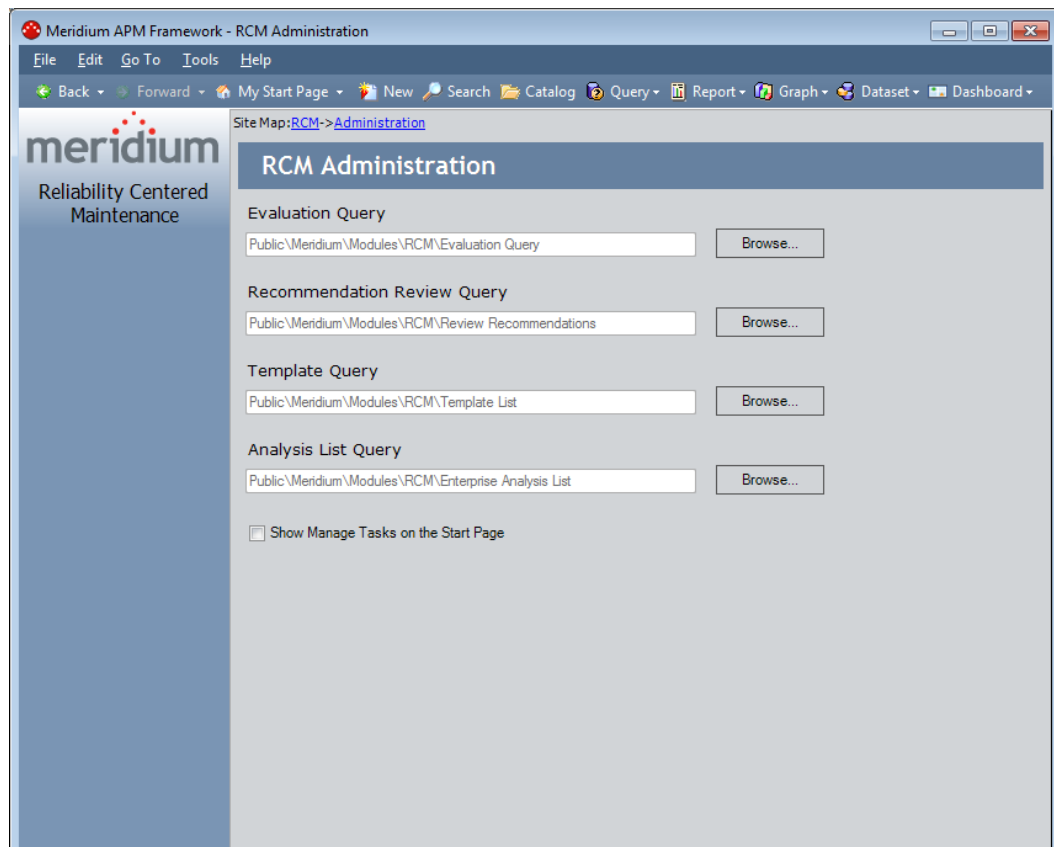 Meridium APM Framework - RCM Administration
File Edit Go To Tools Help
Back Forward My Start Page New Search Catalog Query Report Graph Dataset Dashboard
meridium
Reliability Centered
Maintenance
Site Map:RCM->Administration
RCM Administration
Evaluation Query
Public\Meridium\Modules\RCM\Evaluation Query Browse...
Recommendation Review Query
Public\Meridium\Modules\RCM\Review Recommendations Browse...
Template Query
Public\Meridium\Modules\RCM\Template List Browse...
Analysis List Query
Public\Meridium\Modules\RCM\Enterprise Analysis List Browse...
Show Manage Tasks on the Start Page